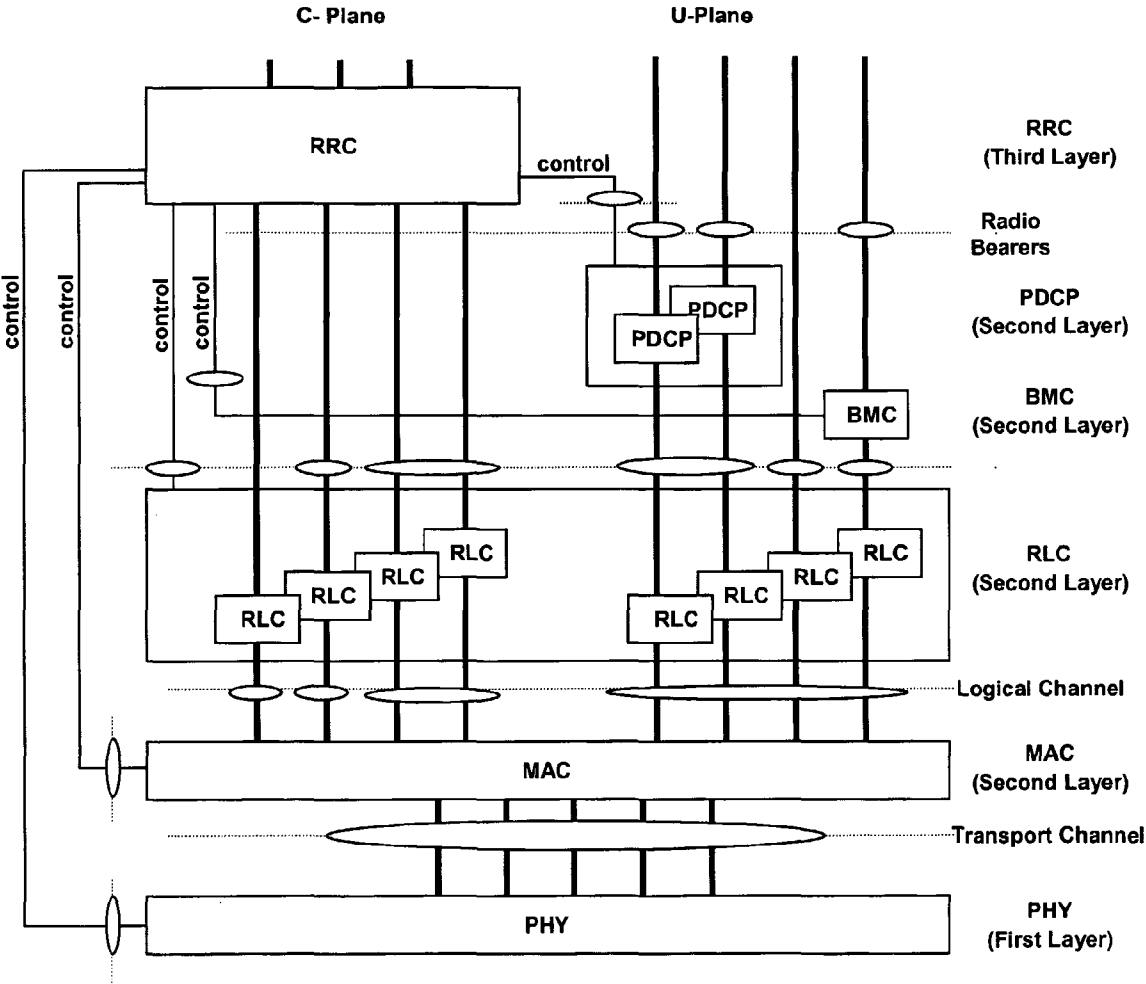 C- Plane
U-Plane
RRC
RRC
(Third Layer)
control
Radio
Bearers
control
control
control
control
PDCP
PDCP
PDCP
(Second Layer)
BMC
BMC
(Second Layer)
RLC
RLC
RLC
RLC
RLC
RLC
RLC
RLC
RLC
(Second Layer)
Logical Channel
MAC
MAC
(Second Layer)
Transport Channel
PHY
PHY
(First Layer)